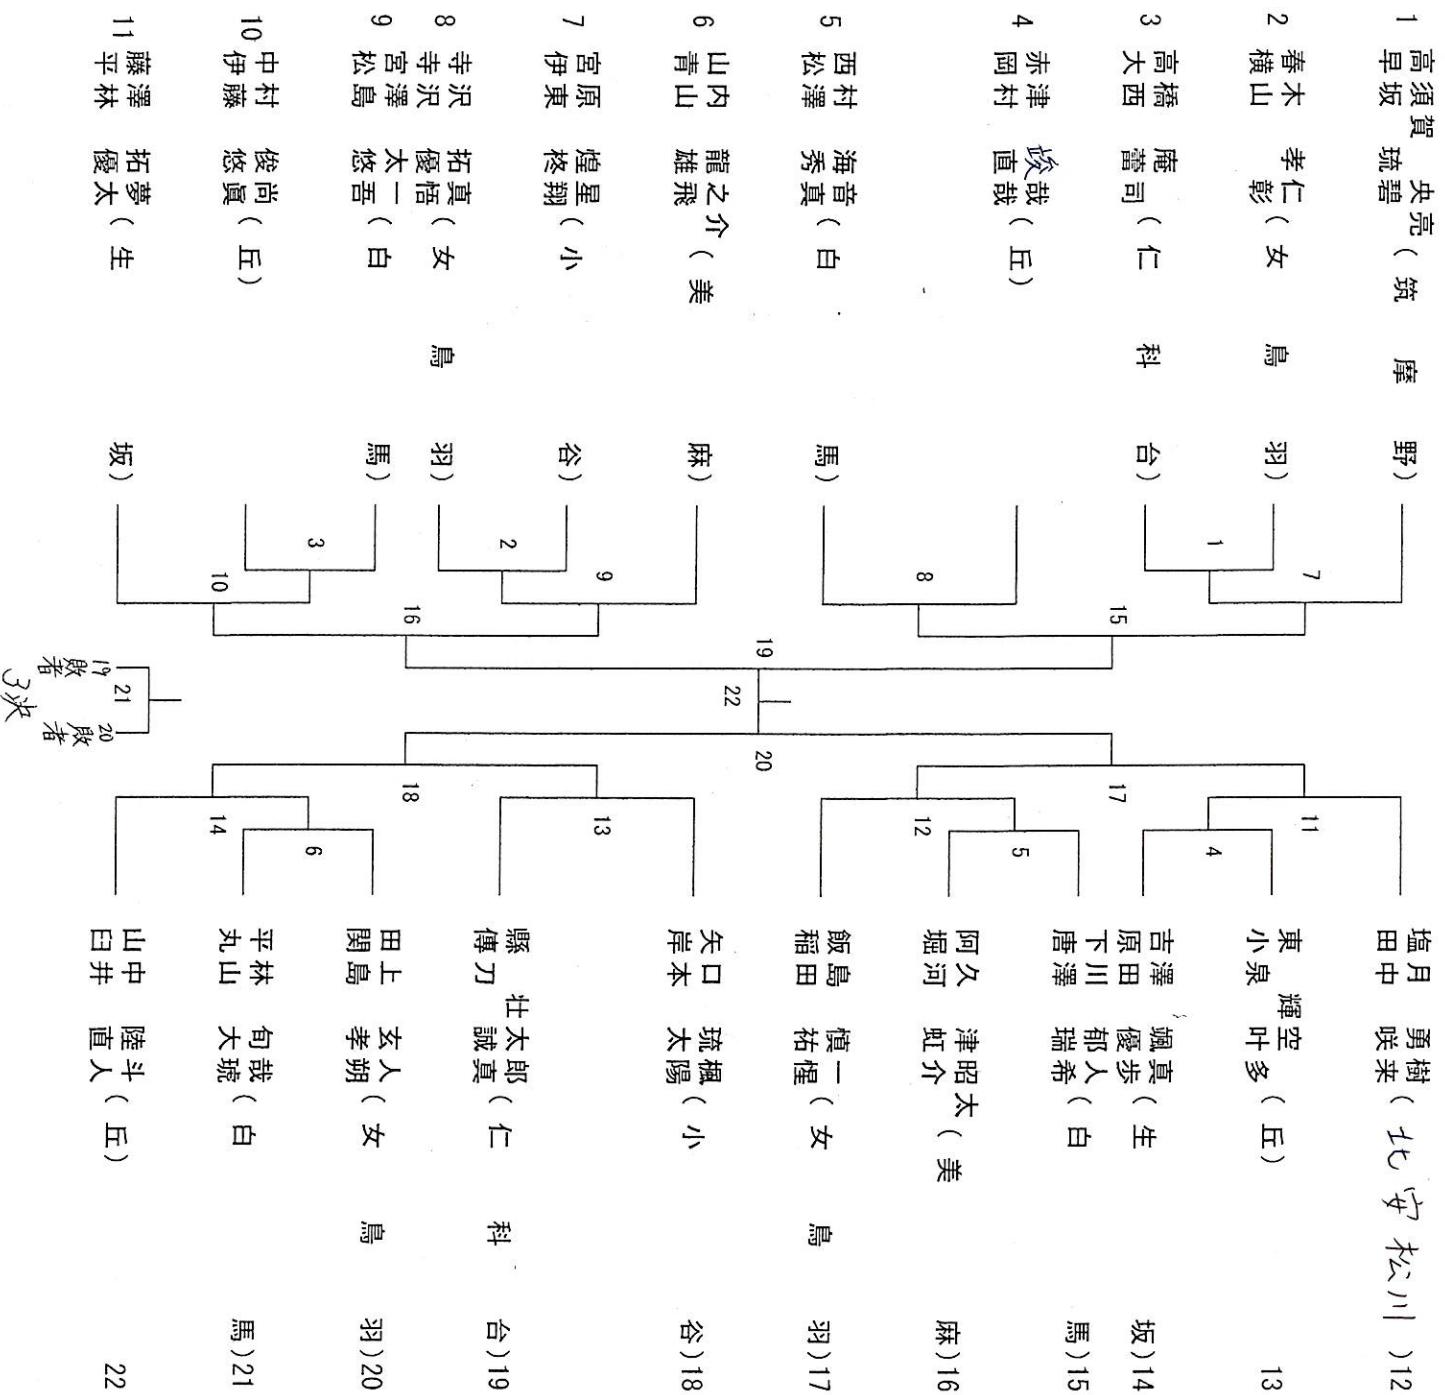 1 高須賀 央亮 (筑摩野)
早坂 琉碧
2 春木 孝仁 (女鳥羽)
横山 彰
3 高橋 庵 (仁科台)
大西 蕾司
4 赤津 竣哉 (丘)
岡村 直哉
5 西村 海音 (白馬)
松澤 秀真
6 山内 龍之介 (美麻)
青山 雄飛
7 宮原 煌星 (小谷)
伊東 柊翔
8 寺沢 拓真 (女鳥羽)
寺沢 優悟
9 宮澤 太一 (白馬)
松島 悠吾
10 中村 俊尚 (丘)
伊藤 悠眞
11 藤澤 拓夢 (生坂)
平林 優太
1
2
3
7
8
9
10
15
16
19
22
20
17
18
11
12
13
14
4
5
6
21
19敗者
20敗者
3決
塩月 勇樹 (北安松川) 12
田中 咲来
東 輝空 (丘) 13
小泉 叶多
吉澤 颯真 (生坂) 14
原田 優歩
下川 郁人 (白馬) 15
唐澤 瑞希
阿久津 昭太 (美麻) 16
堀河 虹介
飯島 慎一 (女鳥羽) 17
稲田 祐惺
矢口 琉楓 (小谷) 18
岸本 太陽
縣 壮太郎 (仁科台) 19
傳刀 誠真
田上 玄人 (女鳥羽) 20
関島 孝朔
平林 旬哉 (白馬) 21
丸山 大琥
山中 陸斗 (丘) 22
臼井 直人